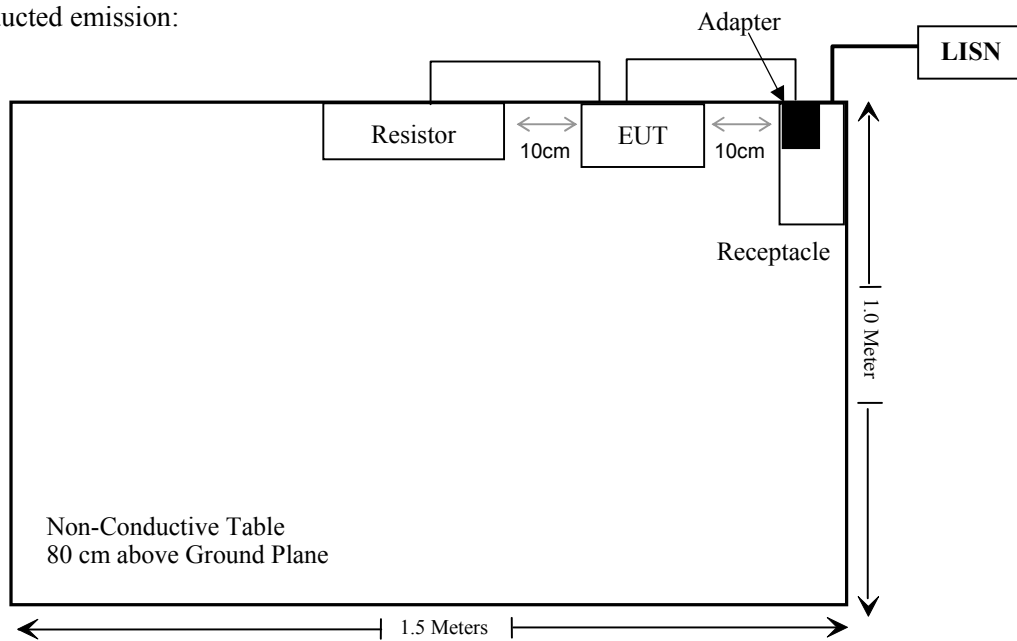 ducted emission:
Adapter
LISN
Resistor
EUT
10cm
10cm
Receptacle
1.0 Meter
Non-Conductive Table
80 cm above Ground Plane
1.5 Meters